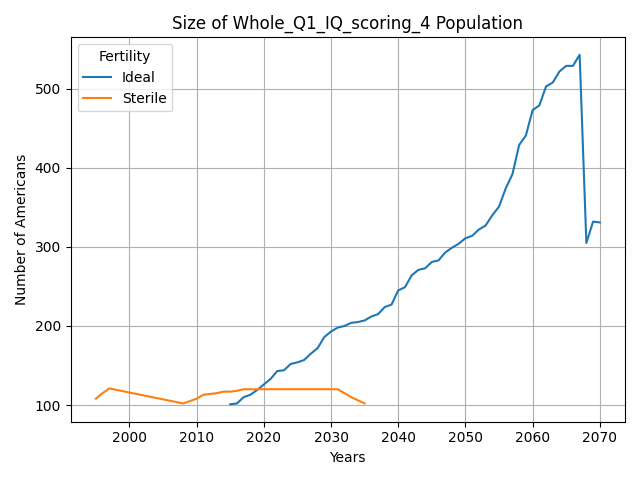 Size of Whole_Q1_IQ_scoring_4 Population
Fertility
Ideal
Sterile
Number of Americans
500
400
300
200
100
2000 2010 2020 2030 2040 2050 2060 2070
Years